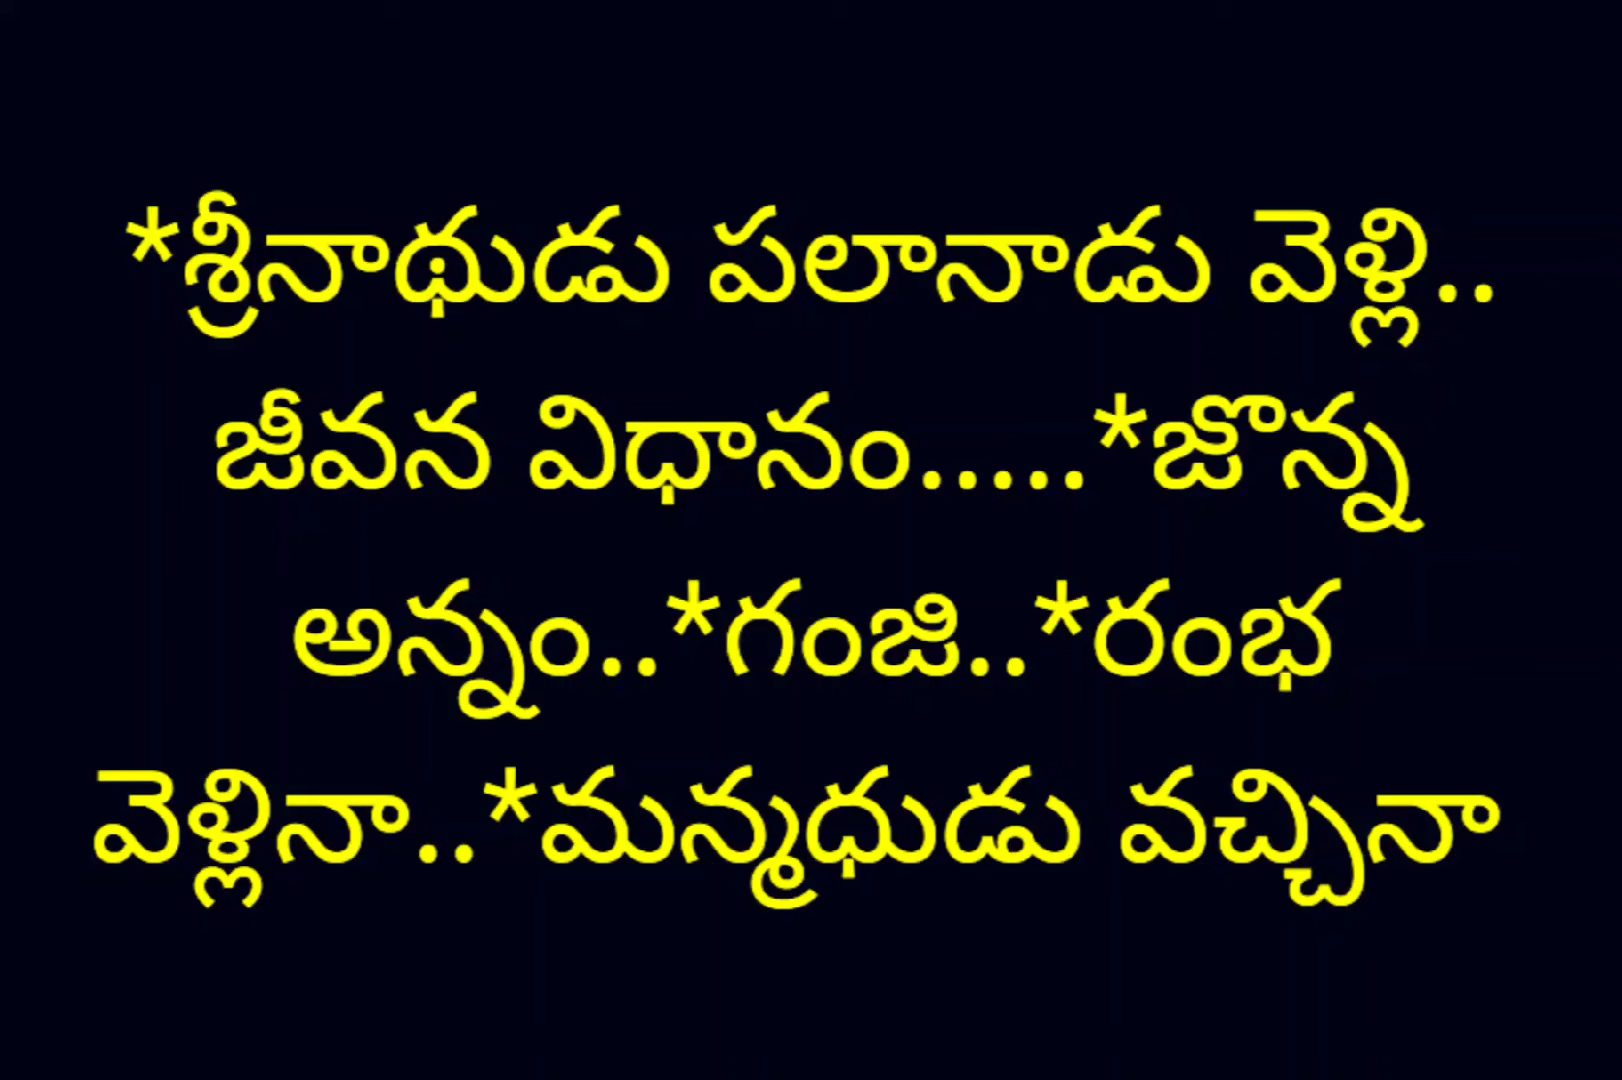 *శ్రీనాథుడు పలానాడు వెళ్లి..
జీవన విధానం.....*జొన్న
అన్నం..*గంజి..*రంభ
వెళ్లినా..*మన్మధుడు వచ్చినా